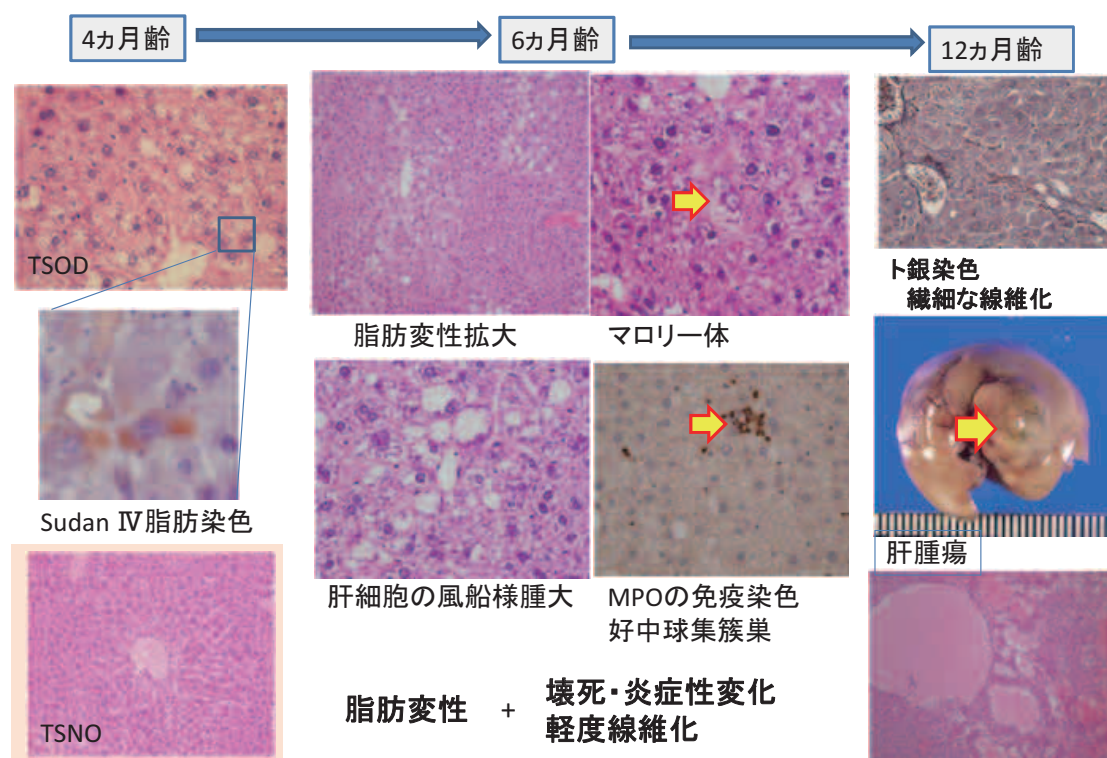 4ヵ月齢
6ヵ月齢
12ヵ月齢
TSOD
Sudan Ⅳ脂肪染色
TSNO
脂肪変性拡大
マロリー体
肝細胞の風船様腫大
MPOの免疫染色
好中球集簇巣
脂肪変性 + 壊死・炎症性変化
軽度線維化
ト銀染色
繊細な線維化
肝腫瘍